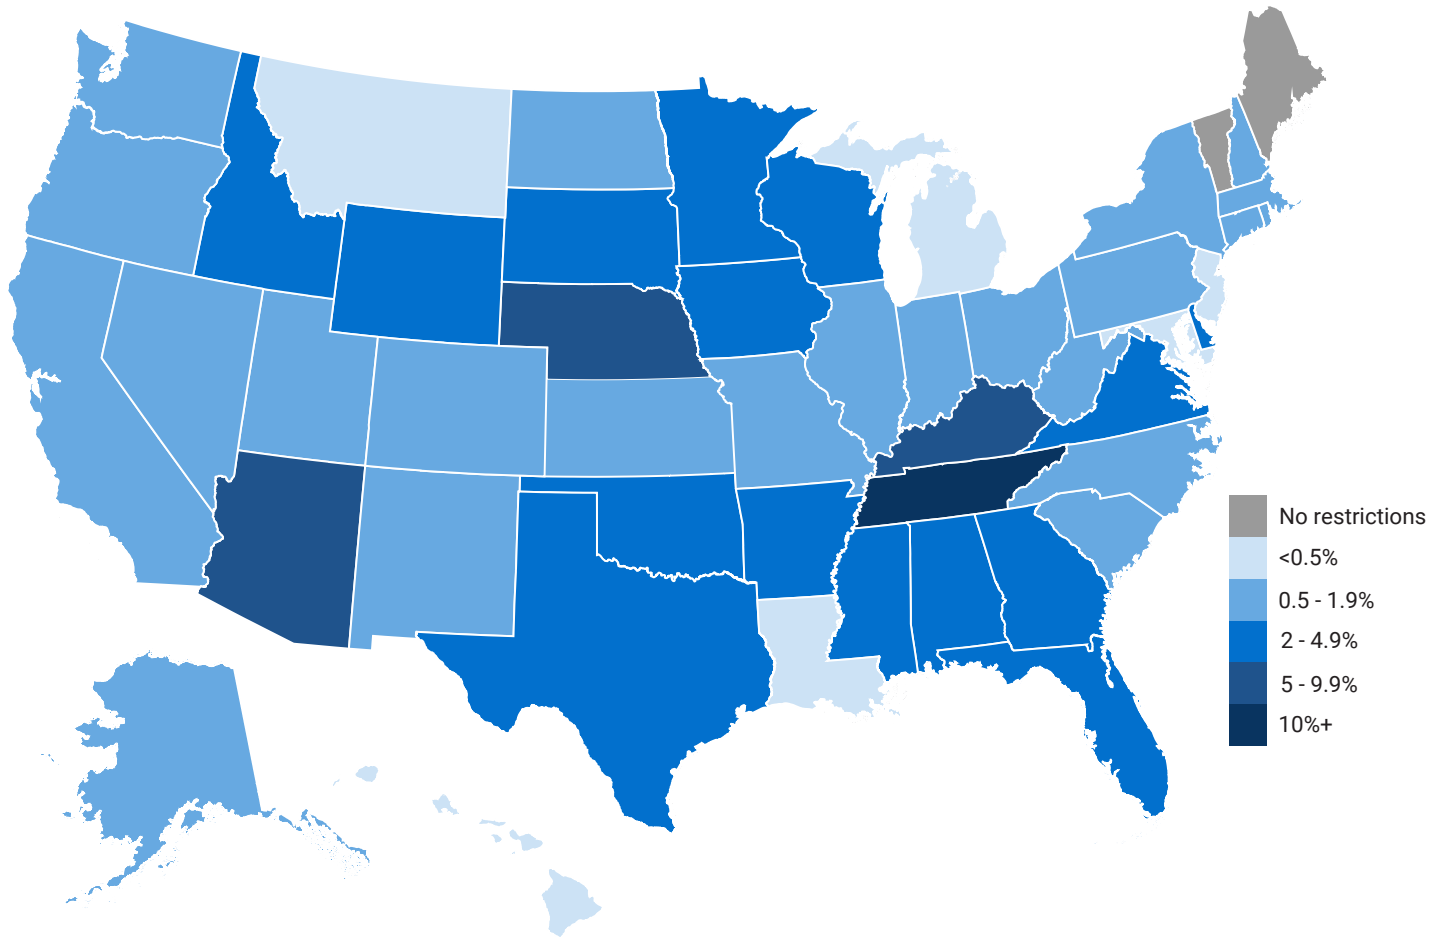 No restrictions
<0.5%
0.5 - 1.9%
2 - 4.9%
5 - 9.9%
10%+